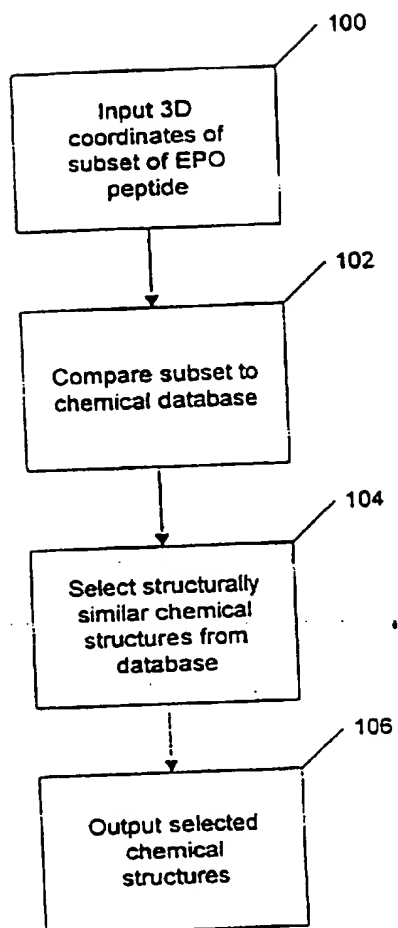 100
Input 3D
coordinates of
subset of EPO
peptide
102
Compare subset to
chemical database
104
Select structurally
similar chemical
structures from
database
106
Output selected
chemical
structures